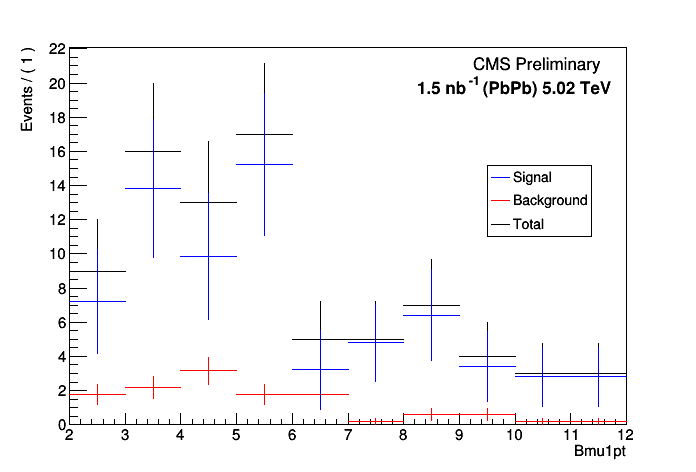 CMS Preliminary
1.5 nb-1 (PbPb) 5.02 TeV
Events / ( 1 )
22
20
18
16
14
12
10
8
6
4
2
0
Signal
Background
Total
2 3 4 5 6 7 8 9 10 11 12
Bmu1pt